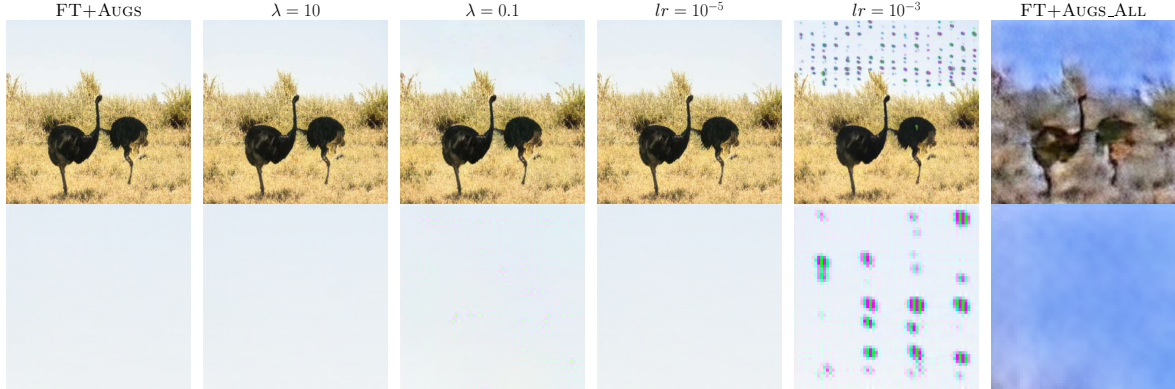 FT+AUGS λ = 10 λ = 0.1 lr = 10⁻⁵ lr = 10⁻³ FT+AUGS_ALL